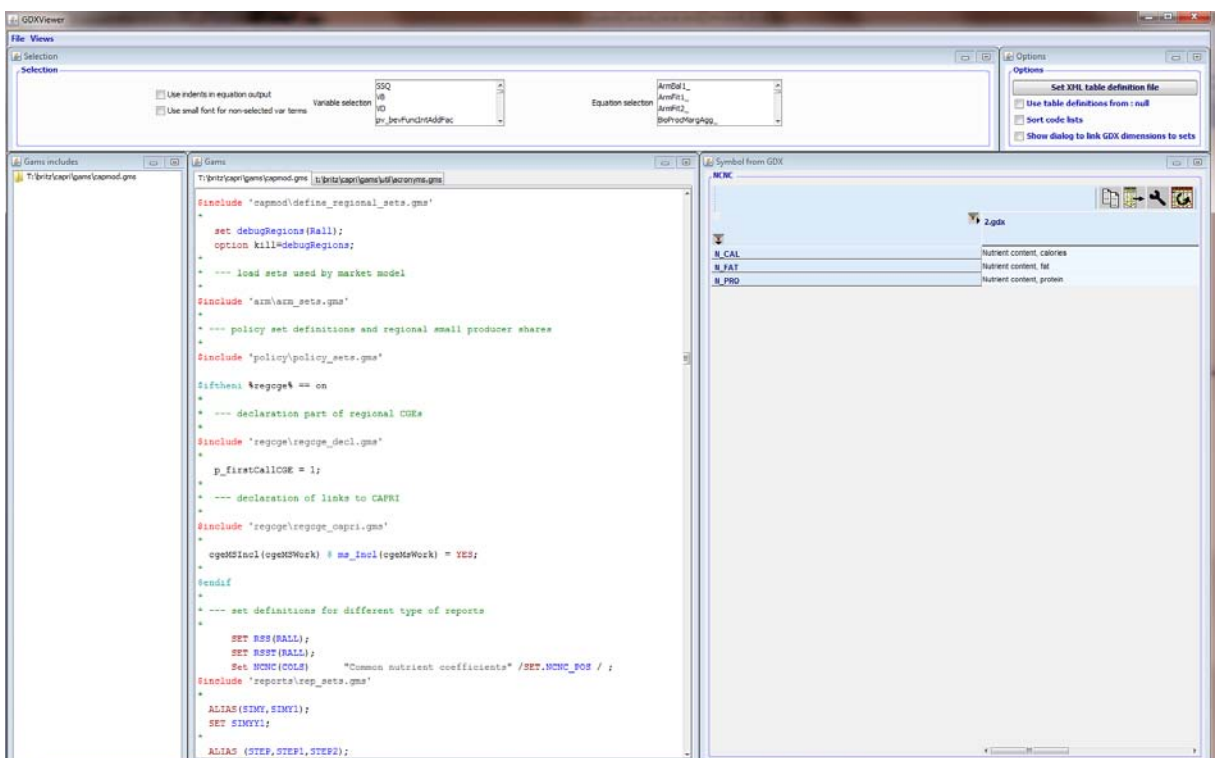 GDXViewer
File Views
Selection
Selection
Use indents in equation output
Use small font for non-selected var terms
Variable selection
SSQ
VB
VD
pv_bevFunctIntAddFac
Equation selection
ArmBal1_
ArmFit1_
ArmFit2_
BioProcMargAgg_
Options
Options
Set XML table definition file
Use table definitions from : null
Sort code lists
Show dialog to link GDX dimensions to sets
Gams includes
T:\britz\capri\gams\capmod.gms
Gams
T:\britz\capri\gams\capmod.gms t:\britz\capri\gams\util\acronyms.gms
$include 'capmod\define_regional_sets.gms'
*
set debugRegions(Rall);
option kill=debugRegions;
*
* --- load sets used by market model
*
$include 'arm\arm_sets.gms'
*
* --- policy set definitions and regional small producer shares
*
$include 'policy\policy_sets.gms'
$iftheni %regcge% == on
*
* --- declaration part of regional CGEs
*
$include 'regcge\regcge_decl.gms'
*
p_firstCallCGE = 1;
*
* --- declaration of links to CAPRI
*
$include 'regcge\regcge_capri.gms'
*
cgeMSIncl(cgeMSWork) $ ms_Incl(cgeMsWork) = YES;
*
$endif
*
* --- set definitions for different type of reports
*
SET RSS(RALL);
SET RSST(RALL);
Set NCNC(COLS) "Common nutrient coefficients" /SET.NCNC_POS / ;
$include 'reports\rep_sets.gms'
*
ALIAS(SIMY,SIMY1);
SET SIMYY1;
*
ALIAS (STEP,STEP1,STEP2);
Symbol from GDX
NCNC
2.gdx
N_CAL Nutrient content, calories
N_FAT Nutrient content, fat
N_PRO Nutrient content, protein